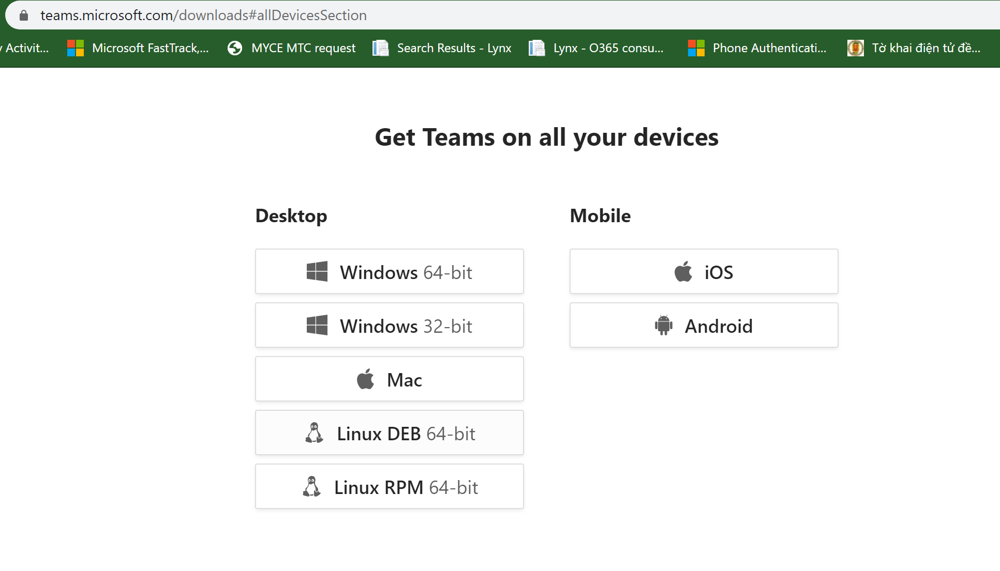 teams.microsoft.com/downloads#allDevicesSection
Activit... Microsoft FastTrack,... MYCE MTC request Search Results - Lynx Lynx - O365 consu... Phone Authenticati... Tờ khai điện tử đề...
Get Teams on all your devices
Desktop
Windows 64-bit
Windows 32-bit
Mac
Linux DEB 64-bit
Linux RPM 64-bit
Mobile
iOS
Android